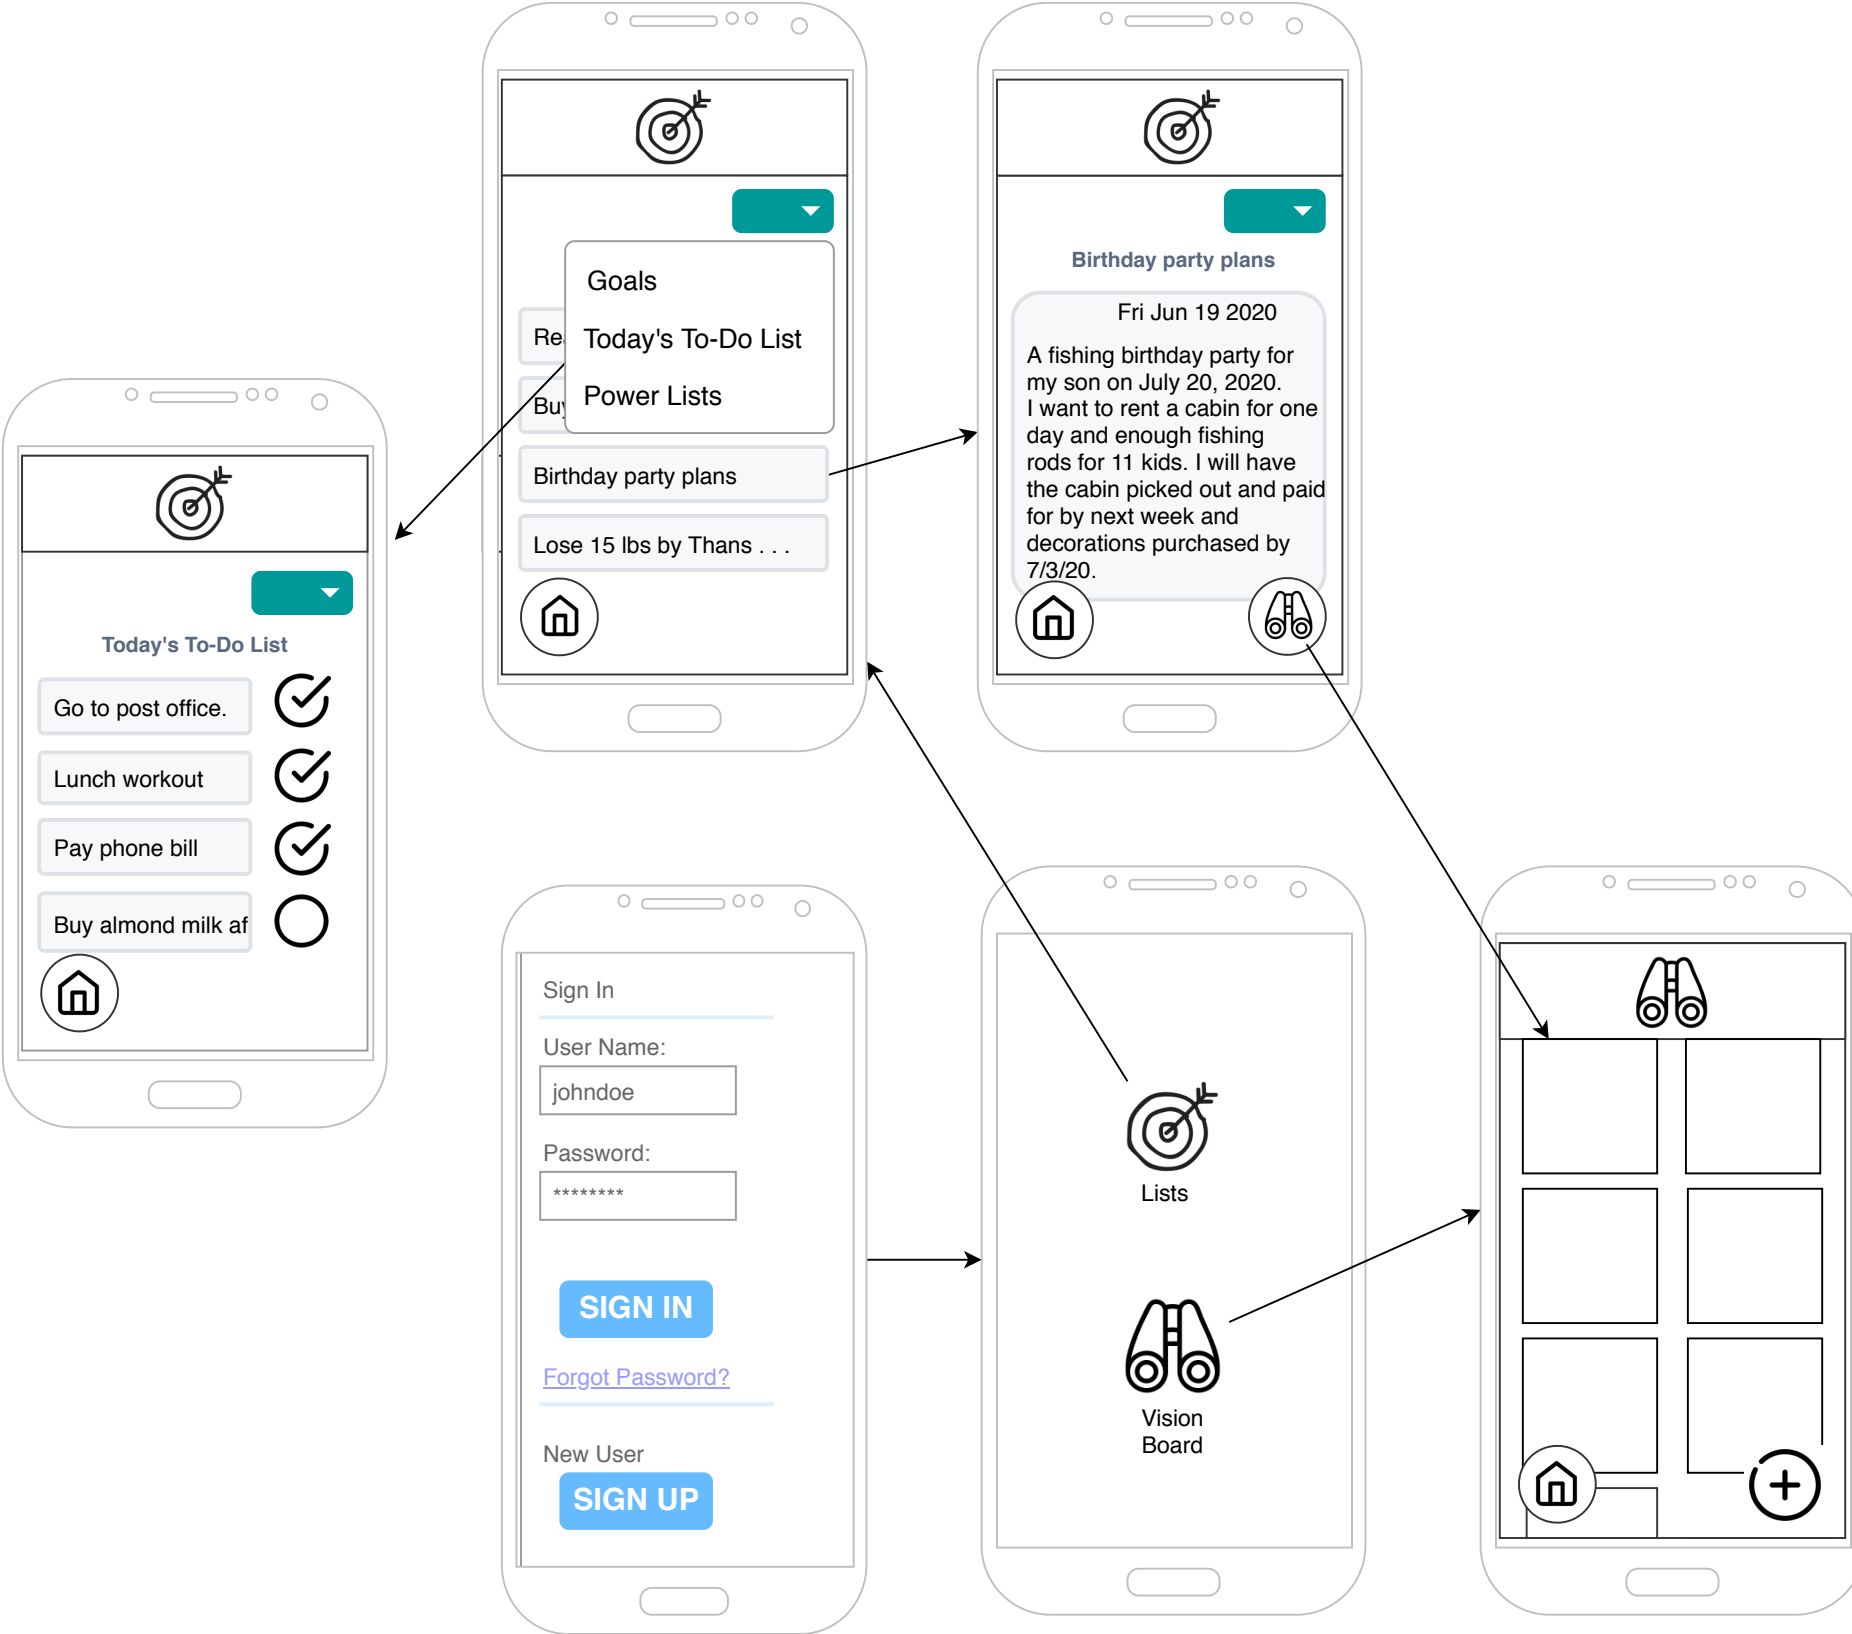 Goals
Today's To-Do List
Power Lists
Rea
Buy
Birthday party plans
Lose 15 lbs by Thans . . .
Birthday party plans
Fri Jun 19 2020
A fishing birthday party for
my son on July 20, 2020.
I want to rent a cabin for one
day and enough fishing
rods for 11 kids. I will have
the cabin picked out and paid
for by next week and
decorations purchased by
7/3/20.
Today's To-Do List
Go to post office.
Lunch workout
Pay phone bill
Buy almond milk af
Sign In
User Name:
johndoe
Password:
********
SIGN IN
Forgot Password?
New User
SIGN UP
Lists
Vision
Board